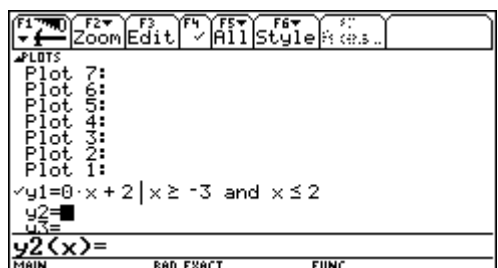 F1 F2 F3 F4 F5 F6
Zoom Edit ✓ All Style
PLOTS
Plot 7:
Plot 6:
Plot 5:
Plot 4:
Plot 3:
Plot 2:
Plot 1:
✓y1=0·x + 2|x ≥ -3 and x ≤ 2
y2=
y3=
y2(x)=
MAIN RAD EXACT FUNC